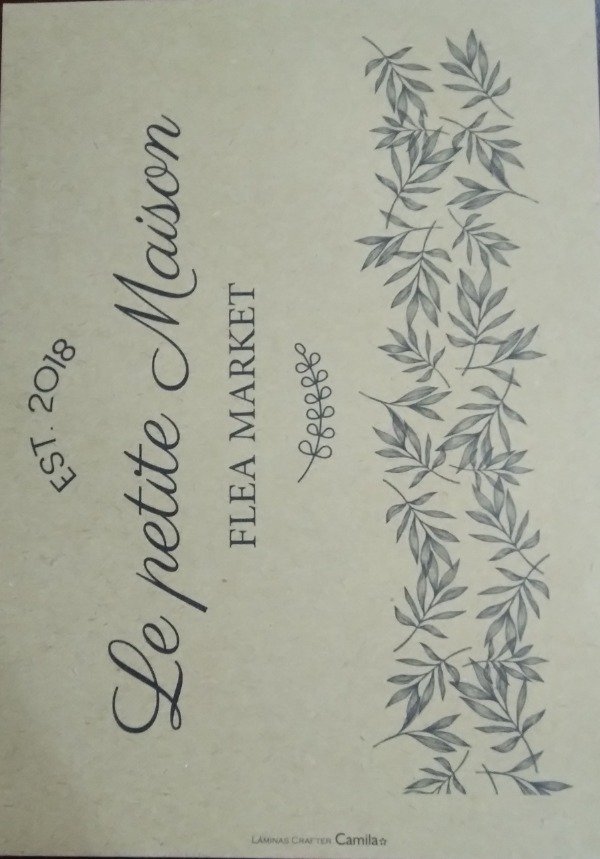 EST. 2018
Le petite Maison
FLEA MARKET
LÁMINAS CRAFTER Camila☆